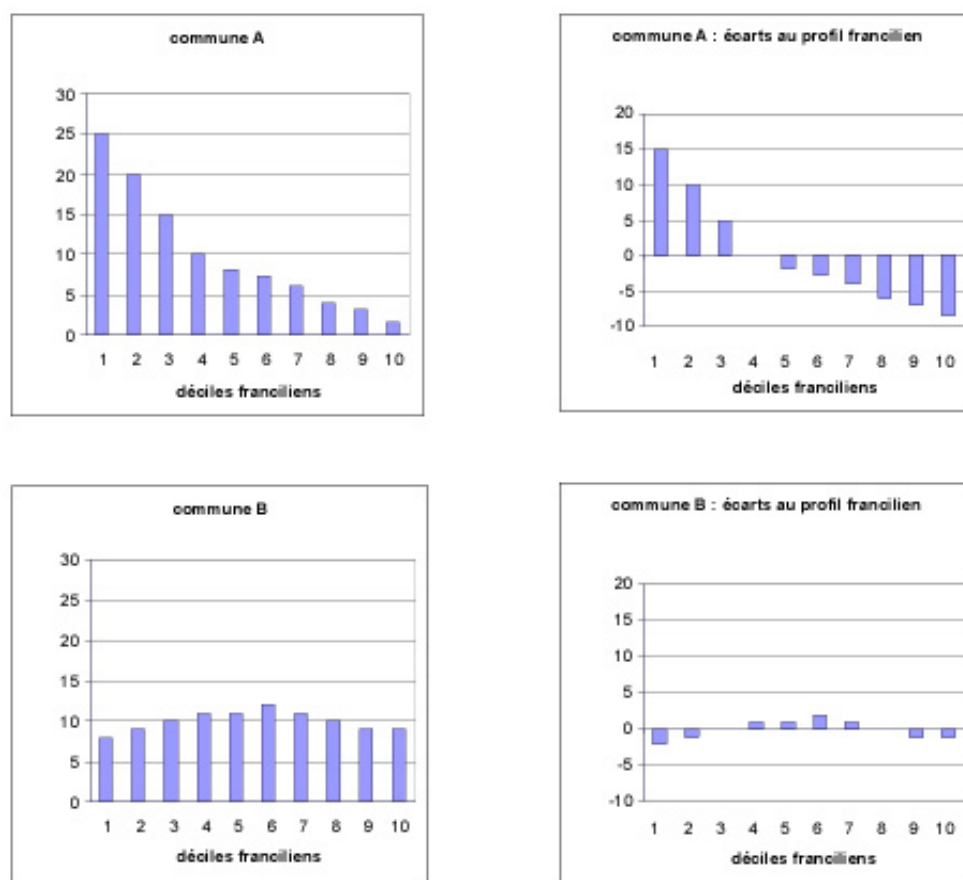 commune A
30
25
20
15
10
5
0
1 2 3 4 5 6 7 8 9 10
déciles franciliens
commune A : écarts au profil francilien
20
15
10
5
0
-5
-10
1 2 3 4 5 6 7 8 9 10
déciles franciliens
commune B
30
25
20
15
10
5
0
1 2 3 4 5 6 7 8 9 10
déciles franciliens
commune B : écarts au profil francilien
20
15
10
5
0
-5
-10
1 2 3 4 5 6 7 8 9 10
déciles franciliens